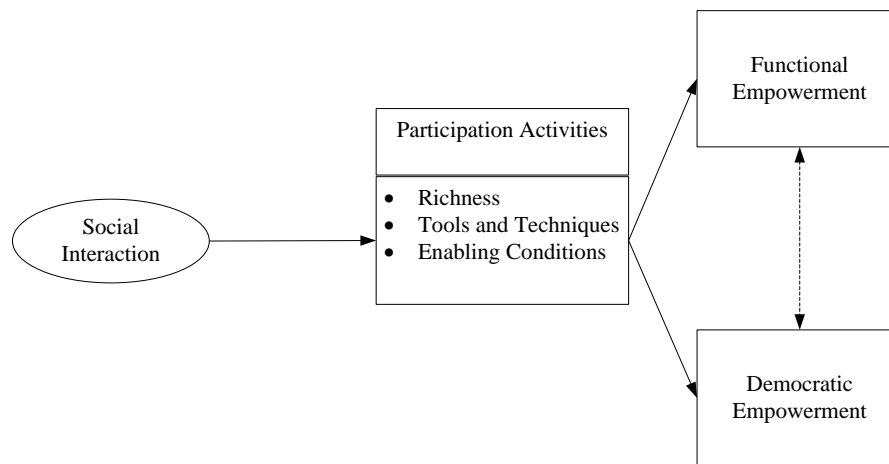 Social
Interaction
Participation Activities
• Richness
• Tools and Techniques
• Enabling Conditions
Functional
Empowerment
Democratic
Empowerment